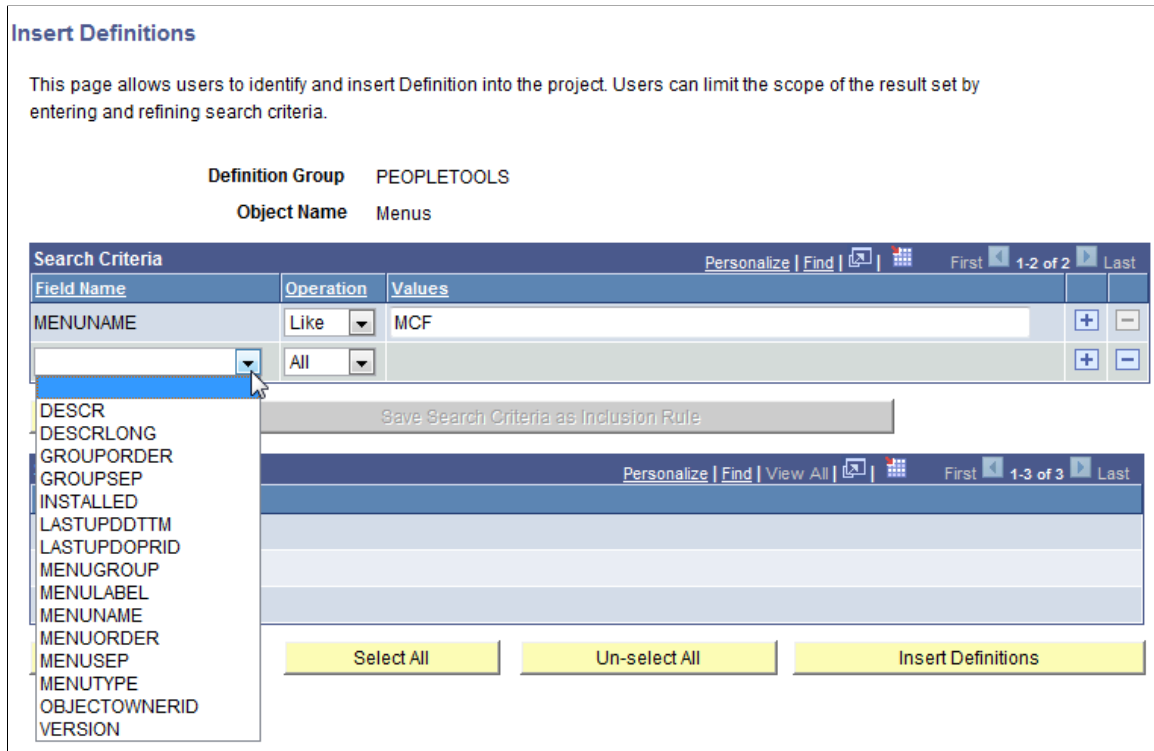 Insert Definitions
This page allows users to identify and insert Definition into the project. Users can limit the scope of the result set by
entering and refining search criteria.
Definition Group PEOPLETOOLS
Object Name Menus
Search Criteria Personalize | Find | | First 1-2 of 2 Last
Field Name Operation Values
MENUNAME Like MCF
All
Save Search Criteria as Inclusion Rule
Personalize | Find | View All | | First 1-3 of 3 Last
DESCR
DESCRLONG
GROUPORDER
GROUPSEP
INSTALLED
LASTUPDDTTM
LASTUPDOPRID
MENUGROUP
MENULABEL
MENUNAME
MENUORDER
MENUSEP
MENUTYPE
OBJECTOWNERID
VERSION
Select All Un-select All Insert Definitions